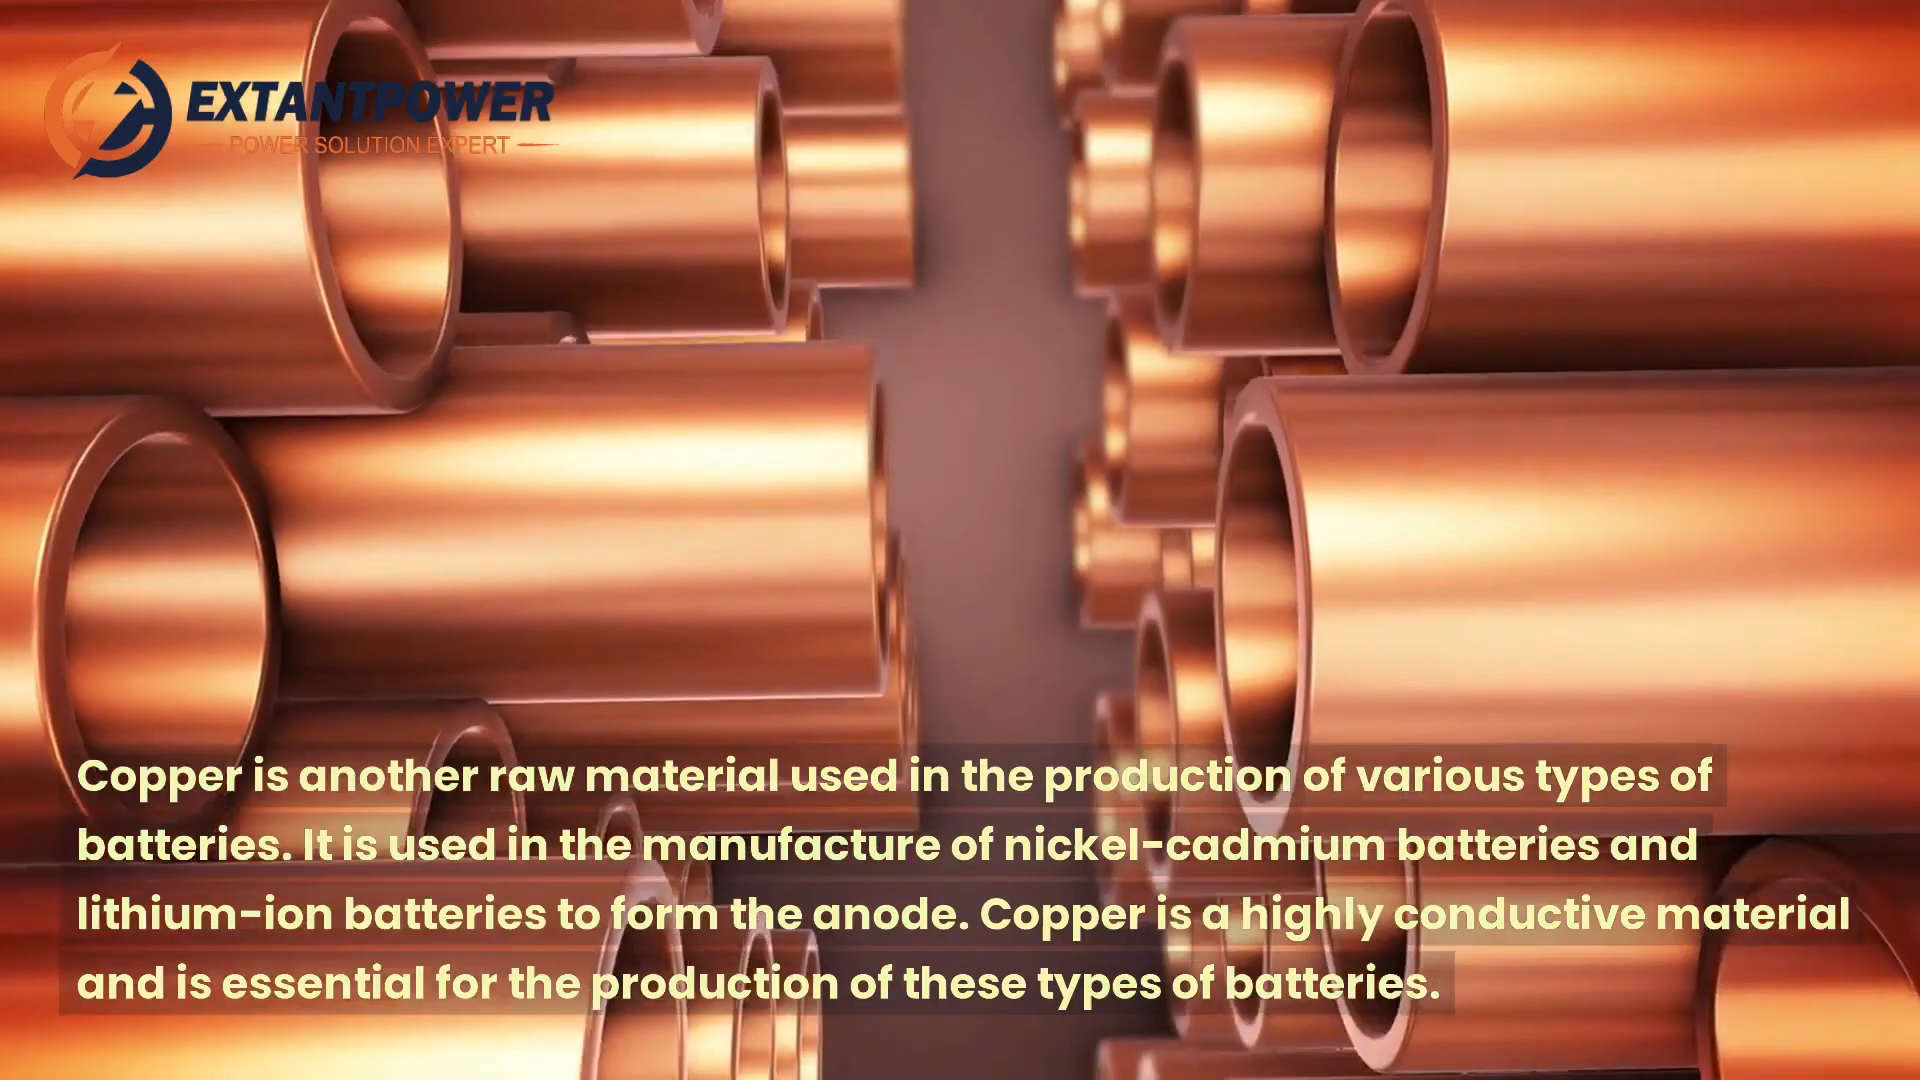 EXTANTPOWER
POWER SOLUTION EXPERT
Copper is another raw material used in the production of various types of
batteries. It is used in the manufacture of nickel-cadmium batteries and
lithium-ion batteries to form the anode. Copper is a highly conductive material
and is essential for the production of these types of batteries.